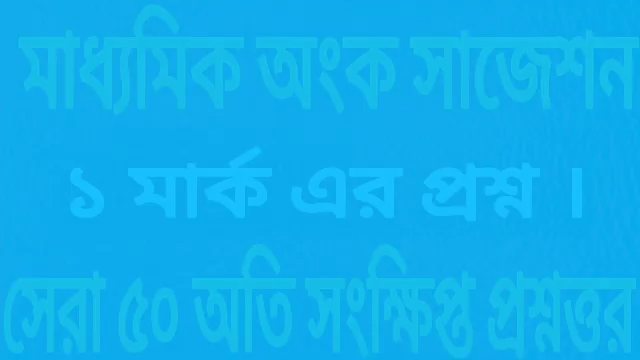 মাধ্যমিক অংক সাজেশন
১ মার্ক এর প্রশ্ন ।
সেরা ৫০ অতি সংক্ষিপ্ত প্রশ্নত্তর